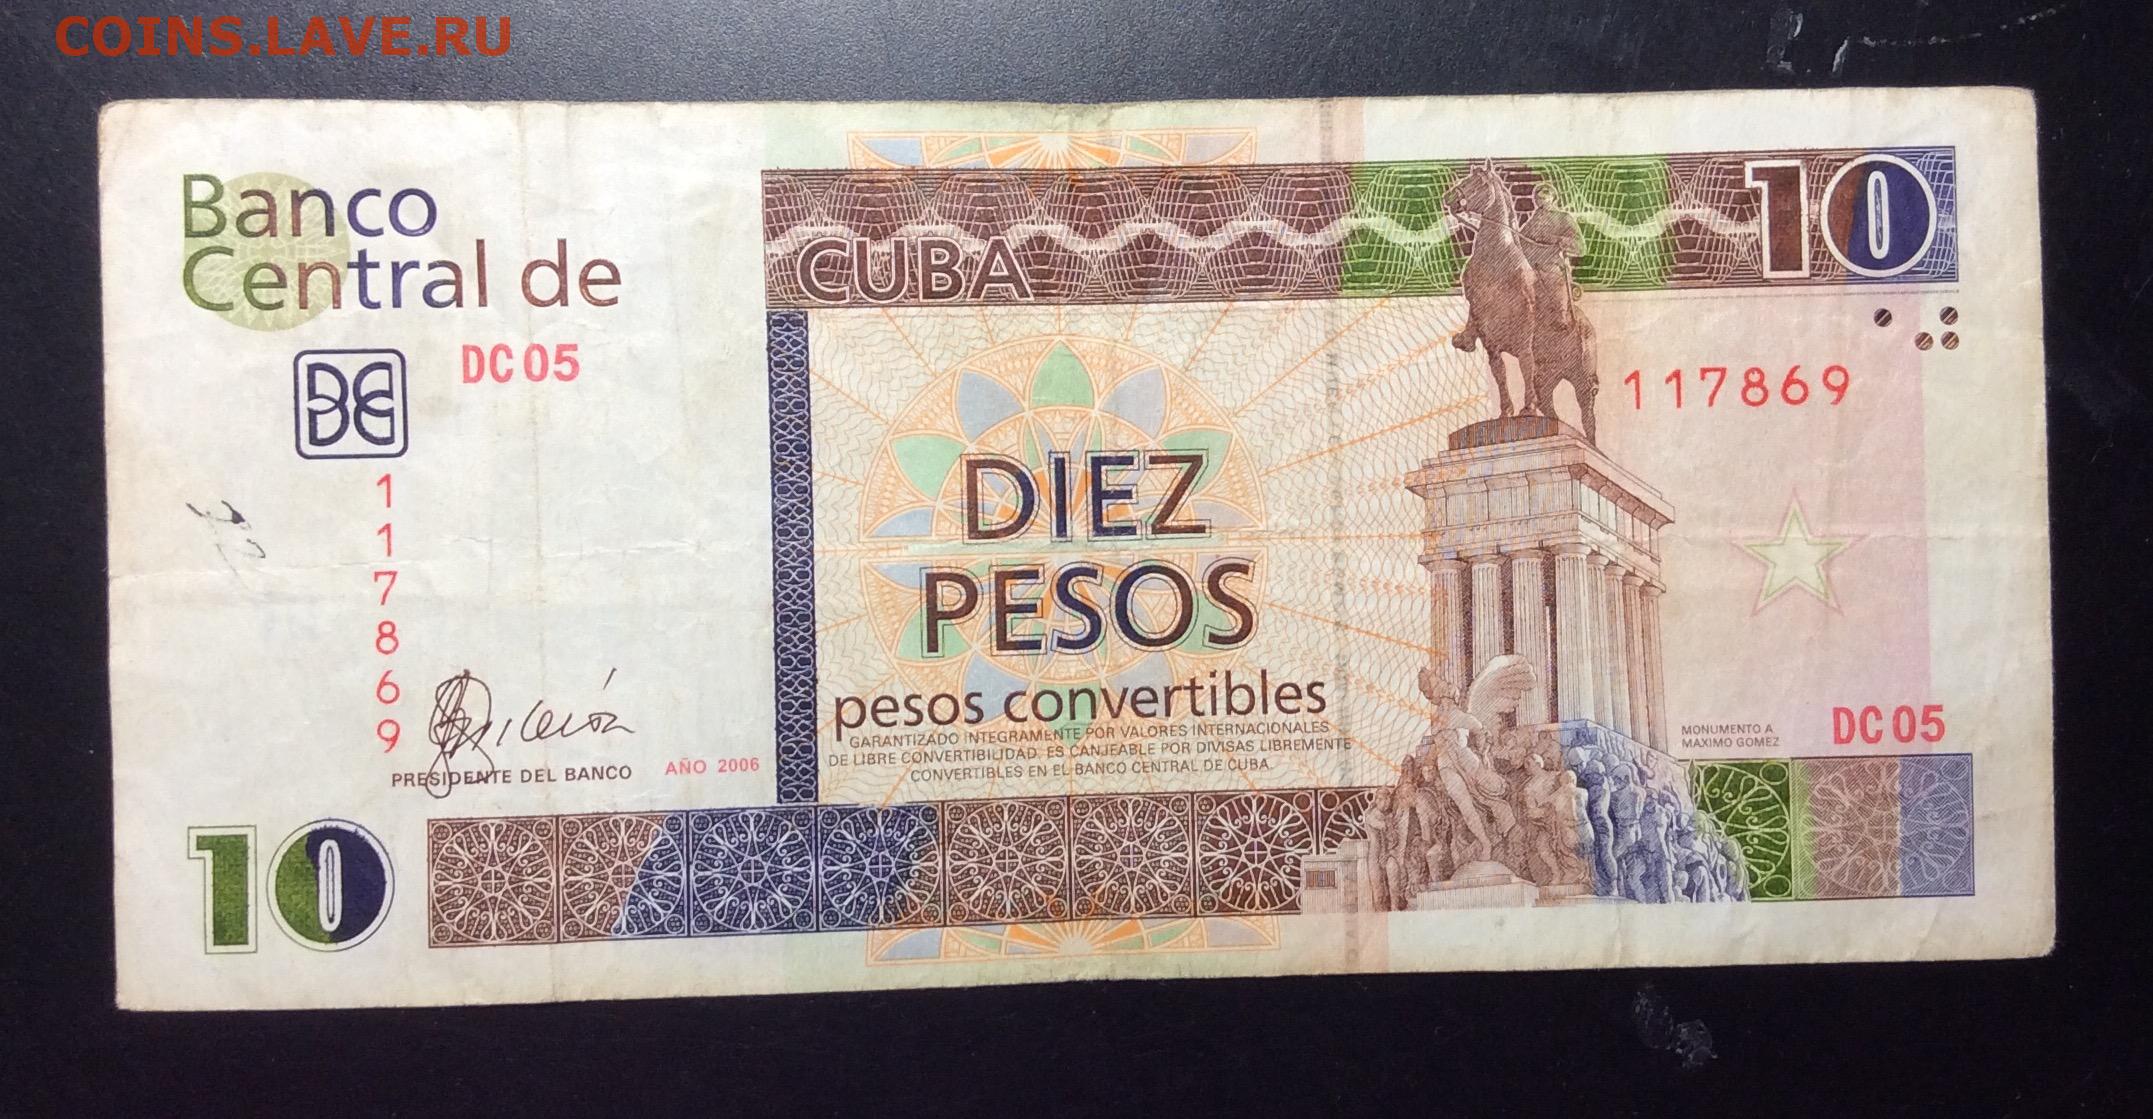 COINS.LAVE.RU
Banco
Central de
CUBA
10
DC 05
117869
1
1
7
8
6
9
DIEZ
PESOS
pesos convertibles
GARANTIZADO INTEGRAMENTE POR VALORES INTERNACIONALES
DE LIBRE CONVERTIBILIDAD. ES CANJEABLE POR DIVISAS LIBREMENTE
CONVERTIBLES EN EL BANCO CENTRAL DE CUBA
PRESIDENTE DEL BANCO
AÑO 2006
MONUMENTO A
MAXIMO GOMEZ
DC 05
10